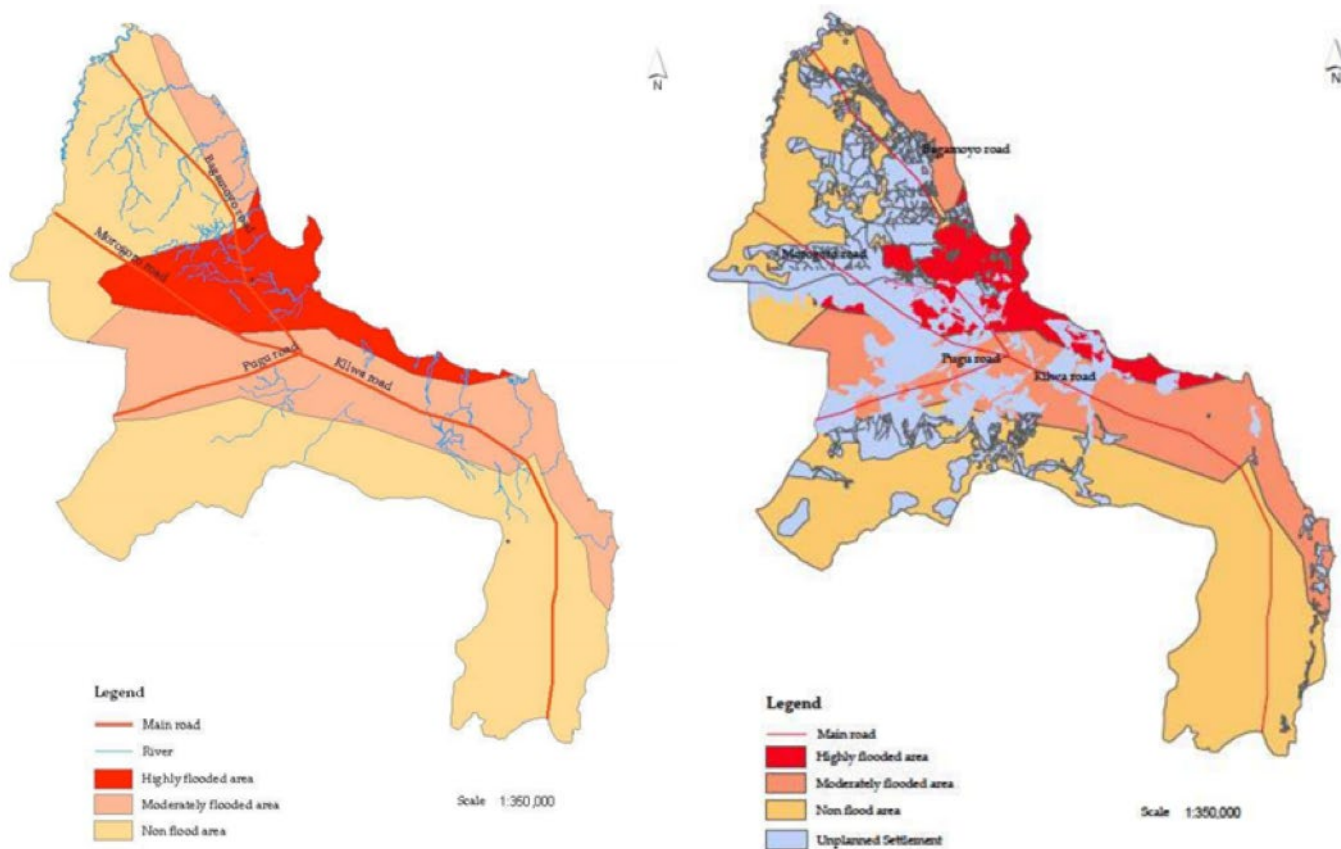 N
Bagamoyo road
Morogoro road
Pugu road
Kilwa road
Legend
Main road
River
Highly flooded area
Moderately flooded area
Non flood area
Scale 1:350,000
N
Bagamoyo road
Morogoro road
Pugu road
Kilwa road
Legend
Main road
Highly flooded area
Moderately flooded area
Non flood area
Unplanned Settlement
Scale 1:350,000